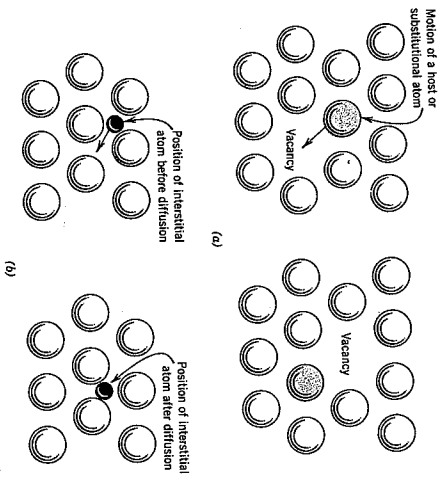 Motion of a host or
substitutional atom
Vacancy
Vacancy
(a)
Position of interstitial
atom before diffusion
Position of interstitial
atom after diffusion
(b)